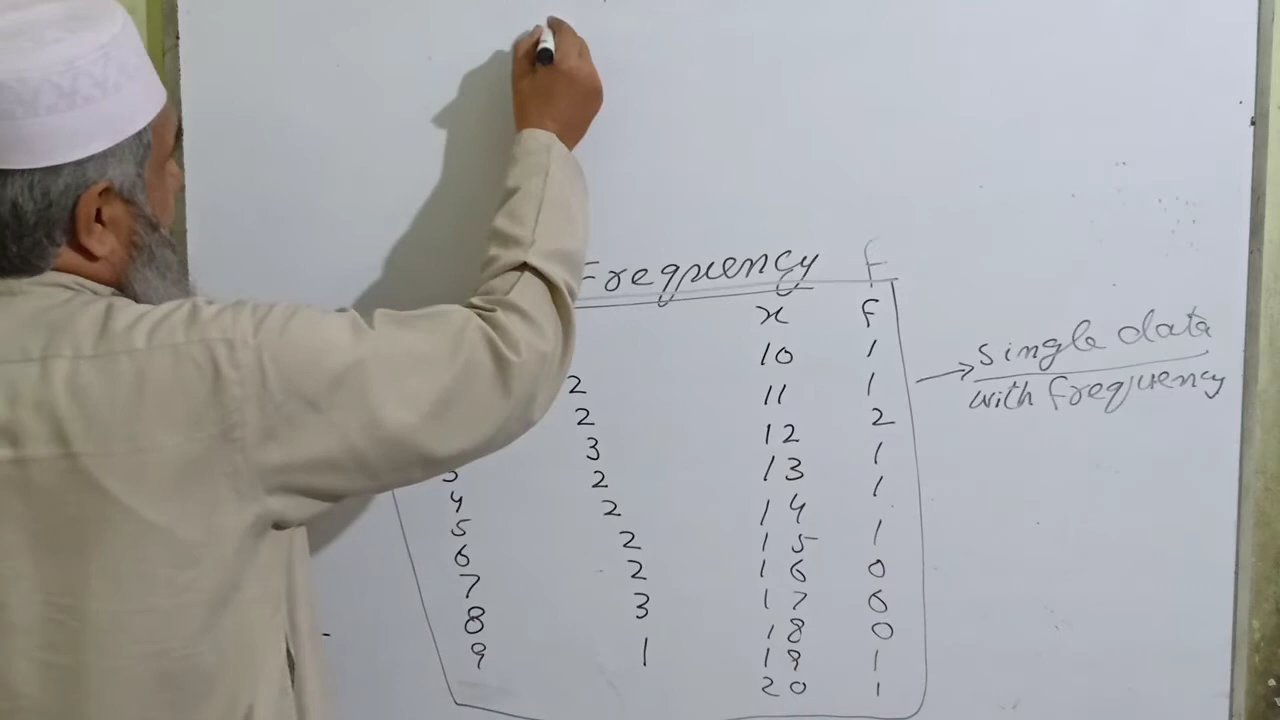 Frequency f
x f
10 1
2 11 1
2 12 2
3 13 1
3 2 14 1
4 2 15 1
5 2 16 0
6 2 17 0
7 3 18 0
8 1 19 1
9 20 1
single data
with frequency